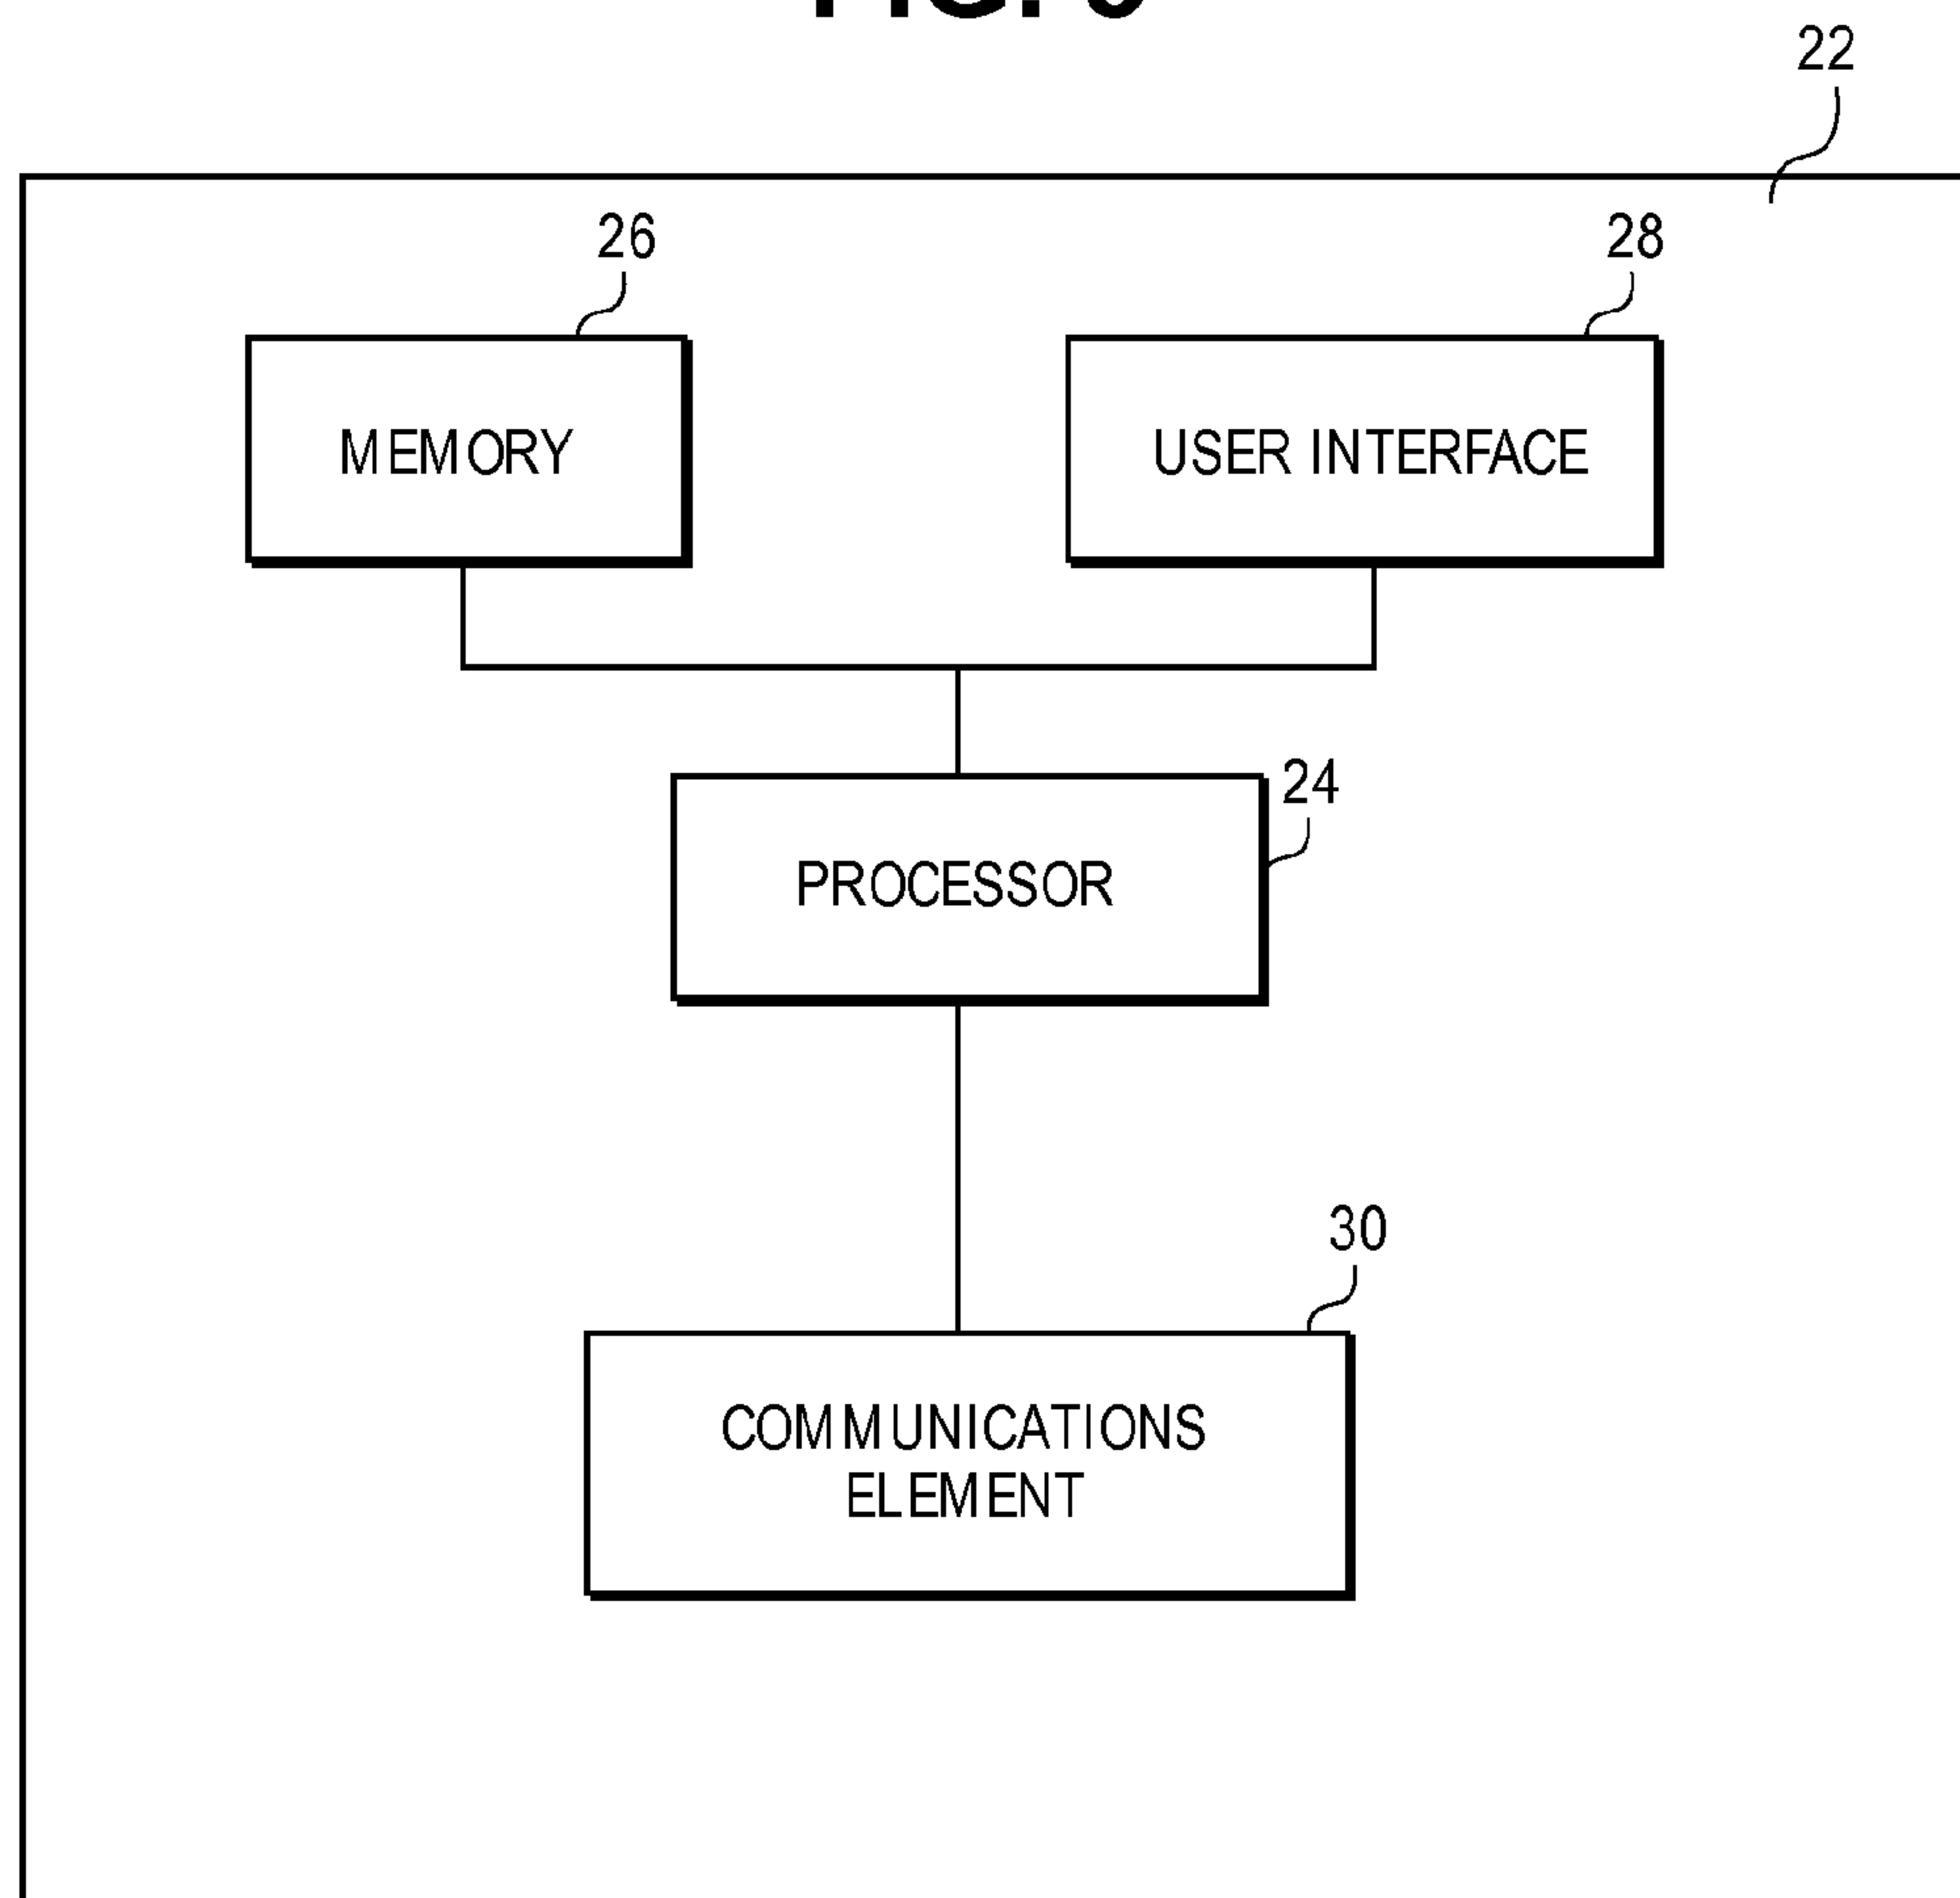 22
26
28
MEMORY
USER INTERFACE
24
PROCESSOR
30
COMMUNICATIONS
ELEMENT